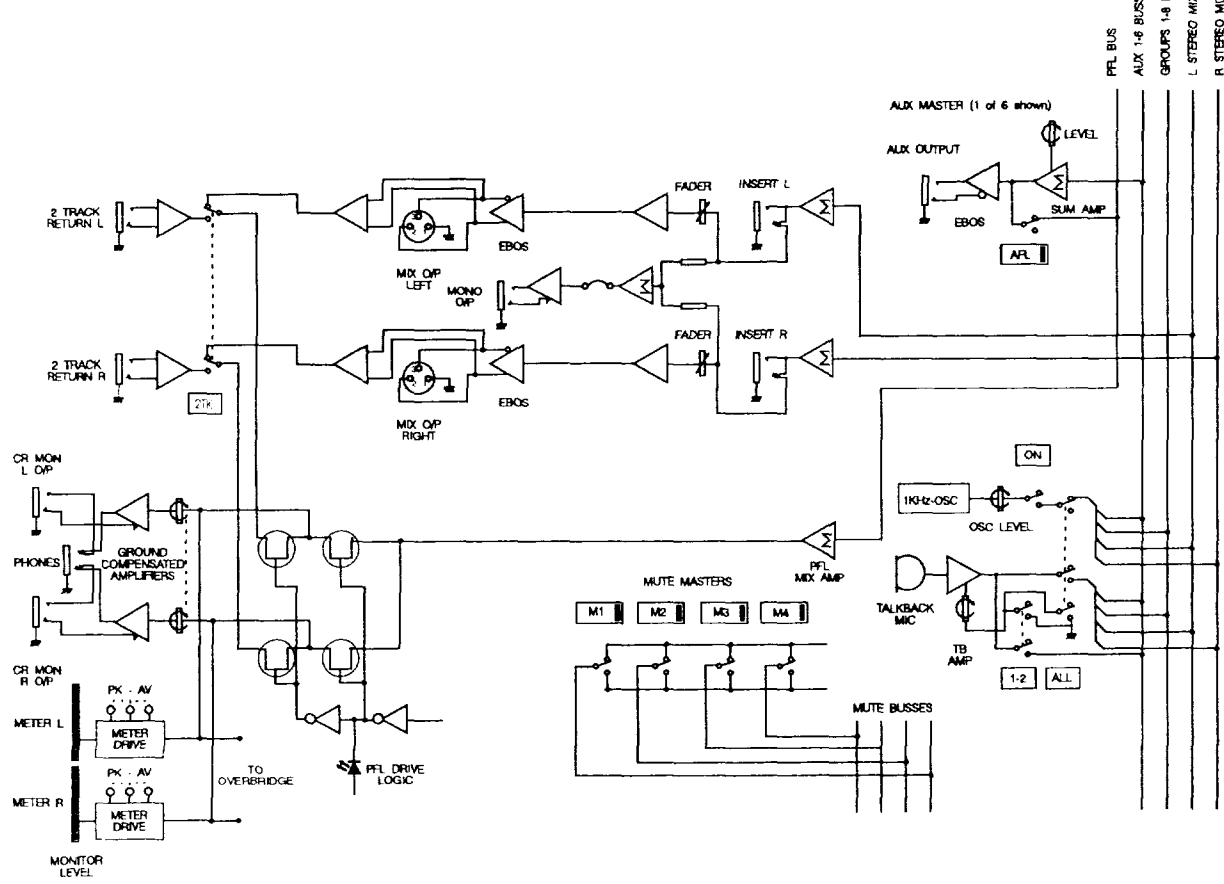 PFL BUS
AUX 1-6 BUSS
GROUPS 1-8
L STEREO MIX
R STEREO
AUX MASTER (1 of 6 shown)
LEVEL
AUX OUTPUT
EBOS
SUM AMP
AFL
2 TRACK
RETURN L
MIX O/P
LEFT
EBOS
FADER
INSERT L
MONO
O/P
2 TRACK
RETURN R
2TK
MIX O/P
RIGHT
EBOS
FADER
INSERT R
CR MON
L O/P
PHONES
GROUND
COMPENSATED
AMPLIFIERS
CR MON
R O/P
PFL
MIX AMP
ON
1KHz-OSC
OSC LEVEL
TALKBACK
MIC
TB
AMP
1-2
ALL
MUTE MASTERS
M1
M2
M3
M4
MUTE BUSSES
PK - AV
METER L
METER
DRIVE
PK - AV
METER R
METER
DRIVE
TO
OVERBRIDGE
PFL DRIVE
LOGIC
MONITOR
LEVEL